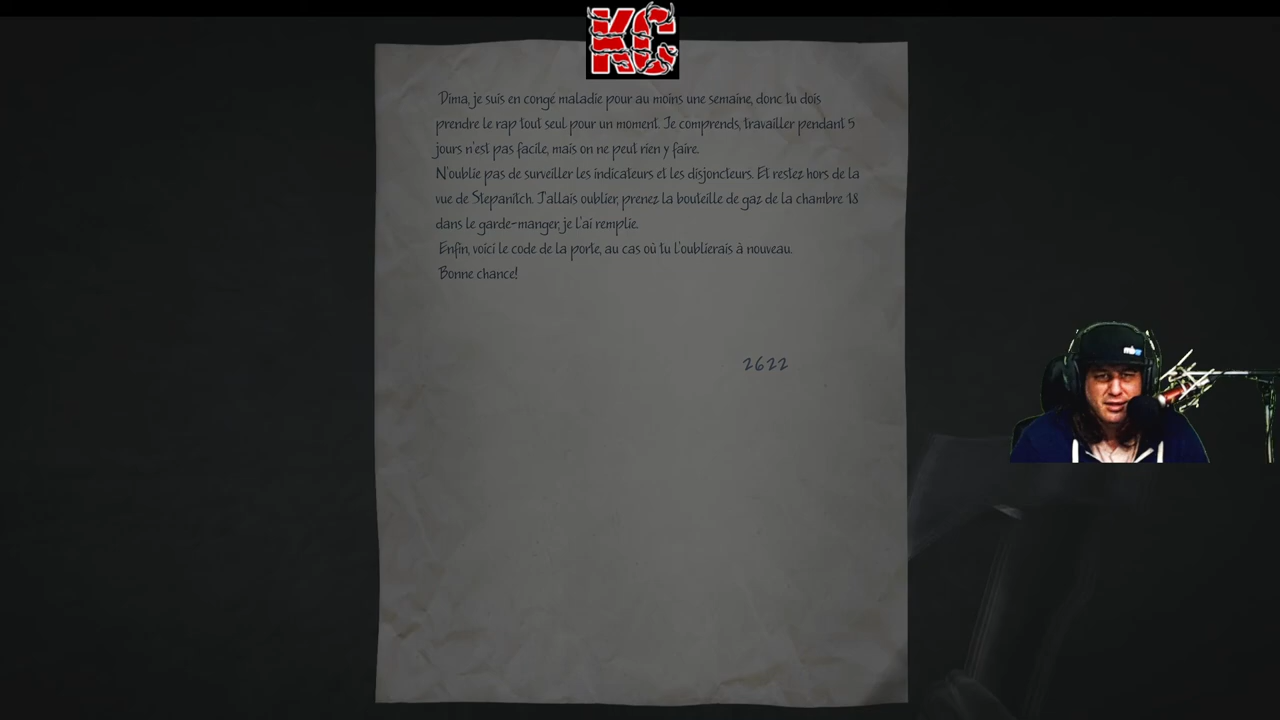 KC
Dima, je suis en congé maladie pour au moins une semaine, donc tu dois
prendre le rap tout seul pour un moment. Je comprends, travailler pendant 5
jours n'est pas facile, mais on ne peut rien y faire.
N'oublie pas de surveiller les indicateurs et les disjoncteurs. Et restez hors de la
vue de Stepanitch. J'allais oublier, prenez la bouteille de gaz de la chambre 18
dans le garde-manger, je l'ai remplie.
Enfin, voici le code de la porte, au cas où tu l'oublierais à nouveau.
Bonne chance!
2622